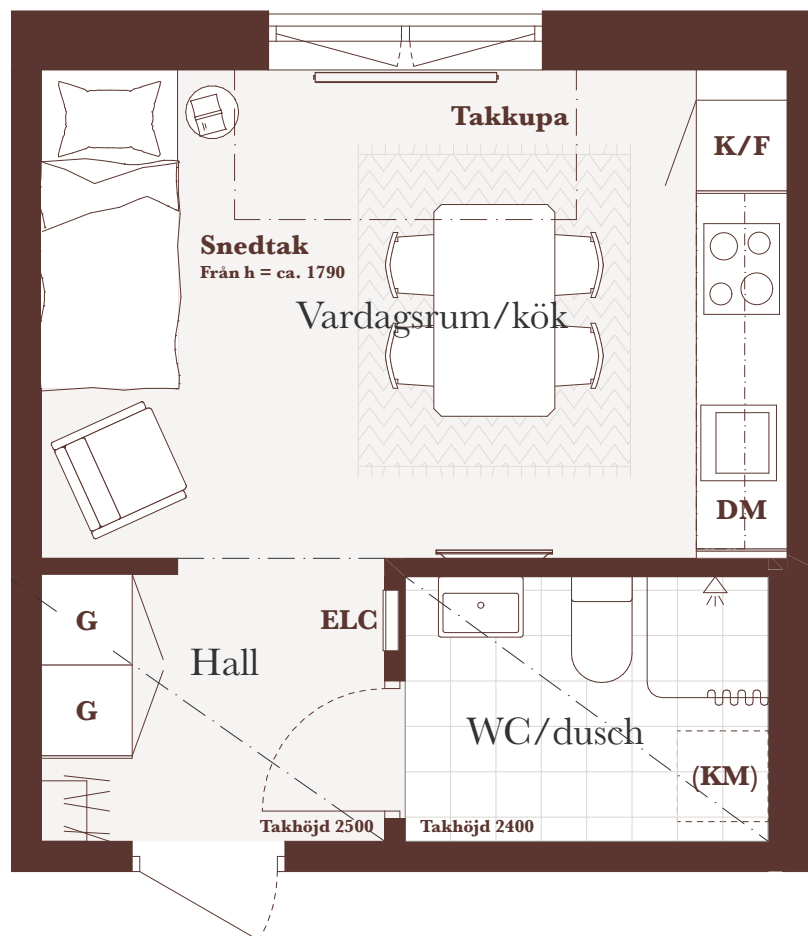 Takkupa
K/F
Snedtak
Från h = ca. 1790
Vardagsrum/kök
DM
G
ELC
Hall
G
WC/dusch
(KM)
Takhöjd 2500
Takhöjd 2400